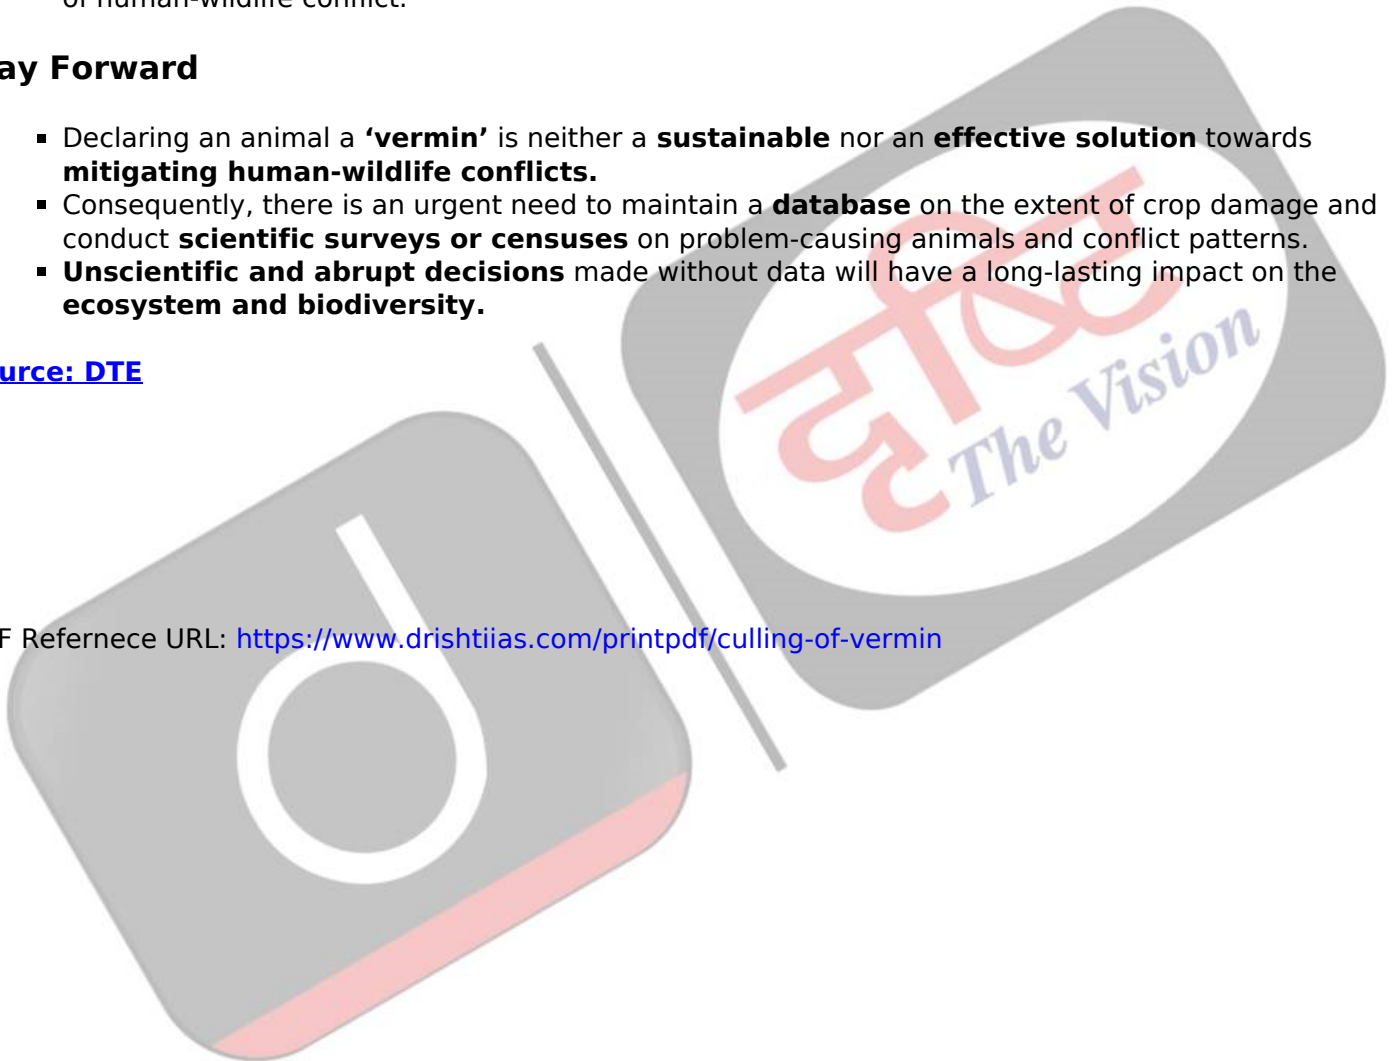 of human-wildlife conflict.
ay Forward
Declaring an animal a ‘vermin’ is neither a sustainable nor an effective solution towards
mitigating human-wildlife conflicts.
Consequently, there is an urgent need to maintain a database on the extent of crop damage and
conduct scientific surveys or censuses on problem-causing animals and conflict patterns.
Unscientific and abrupt decisions made without data will have a long-lasting impact on the
ecosystem and biodiversity.
urce: DTE
F Refernece URL: https://www.drishtiias.com/printpdf/culling-of-vermin
दृष्टि
The Vision
d